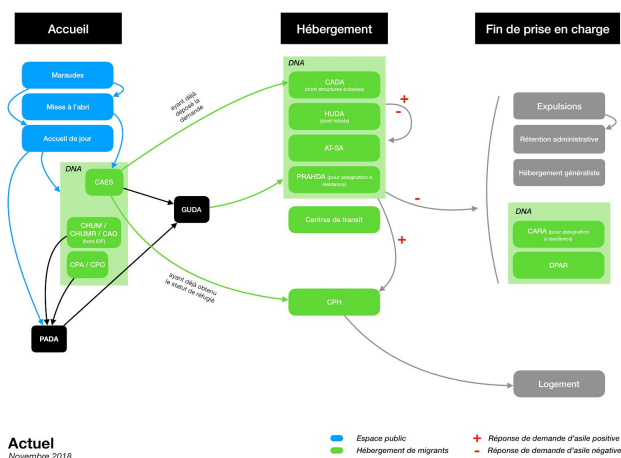 Accueil
Hébergement
Fin de prise en charge
Maraudes
Mises à l'abri
Accueil de jour
DNA
CAES
CHUM /
CHUMR / CAO
(hors IDF)
CPA / CPO
PADA
GUDA
ayant déjà
déposé la
demande
ayant déjà obtenu
le statut de réfugié
DNA
CADA
(dont structures éclatées)
HUDA
(dont hôtels)
AT-SA
PRAHDA (pour assignation à
résidence)
Centres de transit
CPH
+
-
-
+
Expulsions
Rétention administrative
Hébergement généraliste
DNA
CARA (pour assignation
à résidence)
DPAR
Logement
Actuel
Novembre 2018
Espace public
Hébergement de migrants
+ Réponse de demande d'asile positive
- Réponse de demande d'asile négative